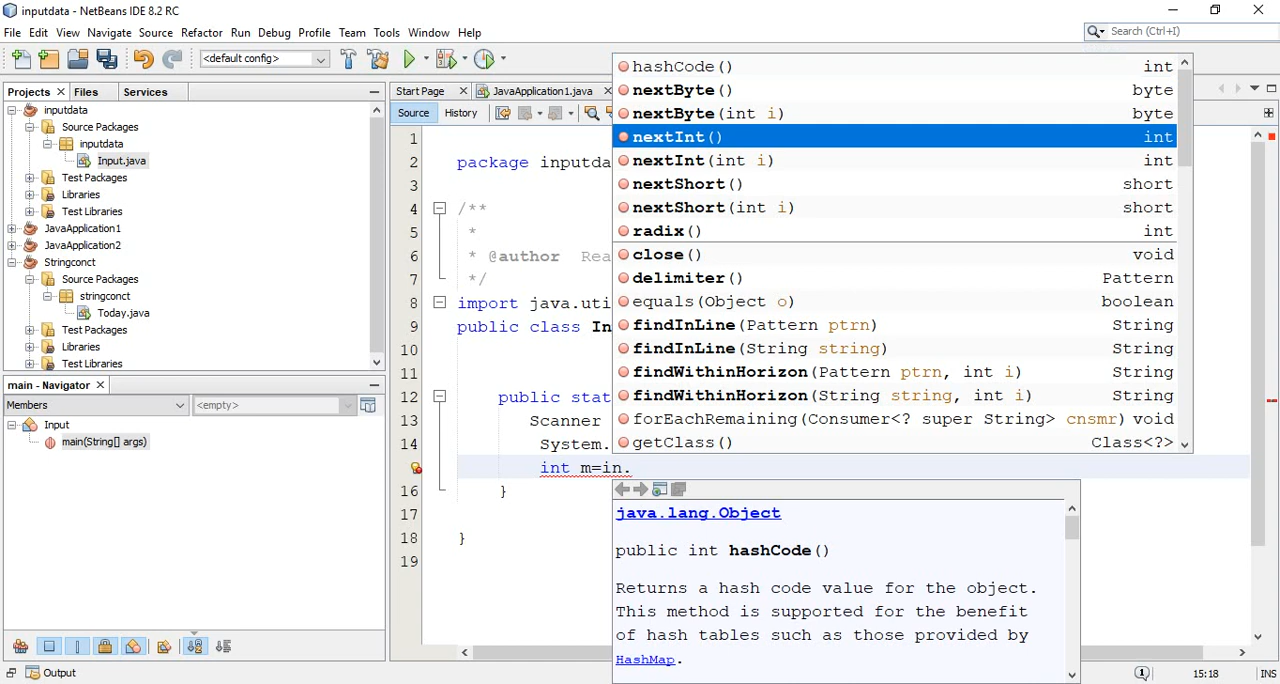 inputdata - NetBeans IDE 8.2 RC
File Edit View Navigate Source Refactor Run Debug Profile Team Tools Window Help
Search (Ctrl+I)
<default config>
Projects Files Services
Start Page JavaApplication1.java
Source History
inputdata
Source Packages
inputdata
Input.java
Test Packages
Libraries
Test Libraries
JavaApplication1
JavaApplication2
Stringconct
Source Packages
stringconct
Today.java
Test Packages
Libraries
Test Libraries
main - Navigator
Members <empty>
Input
main(String[] args)
Output
1
2 package inputda
3
4 /**
5 *
6 * @author Rea
7 */
8 import java.uti
9 public class In
10
11
12 public stat
13 Scanner
14 System.
int m=in.
16 }
17
18 }
19
hashCode() int
nextByte() byte
nextByte(int i) byte
nextInt() int
nextInt(int i) int
nextShort() short
nextShort(int i) short
radix() int
close() void
delimiter() Pattern
equals(Object o) boolean
findInLine(Pattern ptrn) String
findInLine(String string) String
findWithinHorizon(Pattern ptrn, int i) String
findWithinHorizon(String string, int i) String
forEachRemaining(Consumer<? super String> cnsmr) void
getClass() Class<?>
java.lang.Object
public int hashCode()
Returns a hash code value for the object.
This method is supported for the benefit
of hash tables such as those provided by
HashMap.
1 15:18 INS